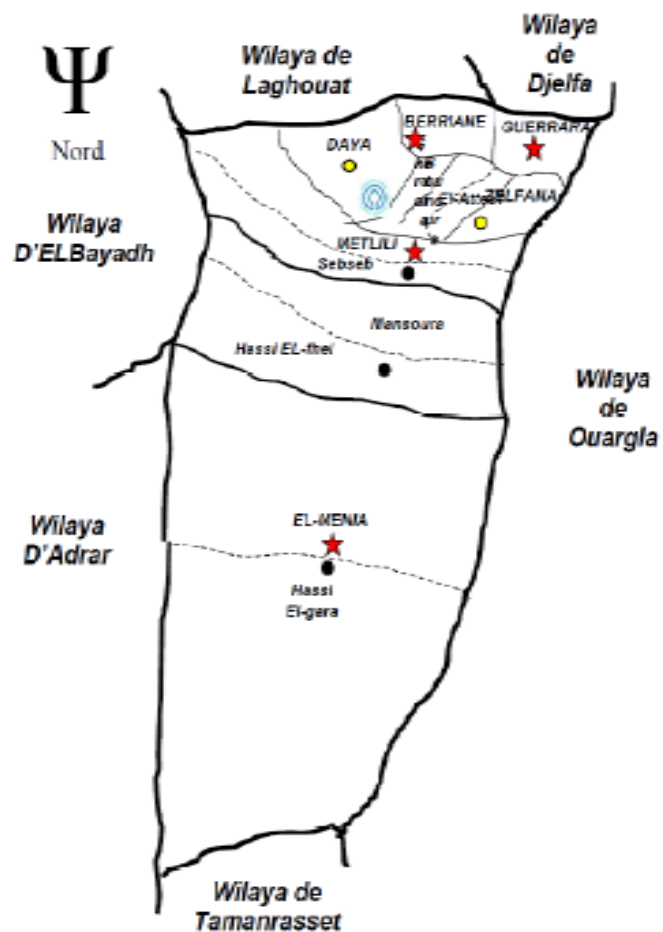 Ψ
Nord
Wilaya de
Laghouat
Wilaya
de
Djelfa
BERRIANE
GUERRARA
DAYA
ZELFANA
Wilaya
D'ELBayadh
METLILI
Sebseb
Mansoura
Hassi EL-fhel
Wilaya
de
Ouargla
Wilaya
D'Adrar
EL-MENIA
Hassi
El-gara
Wilaya de
Tamanrasset